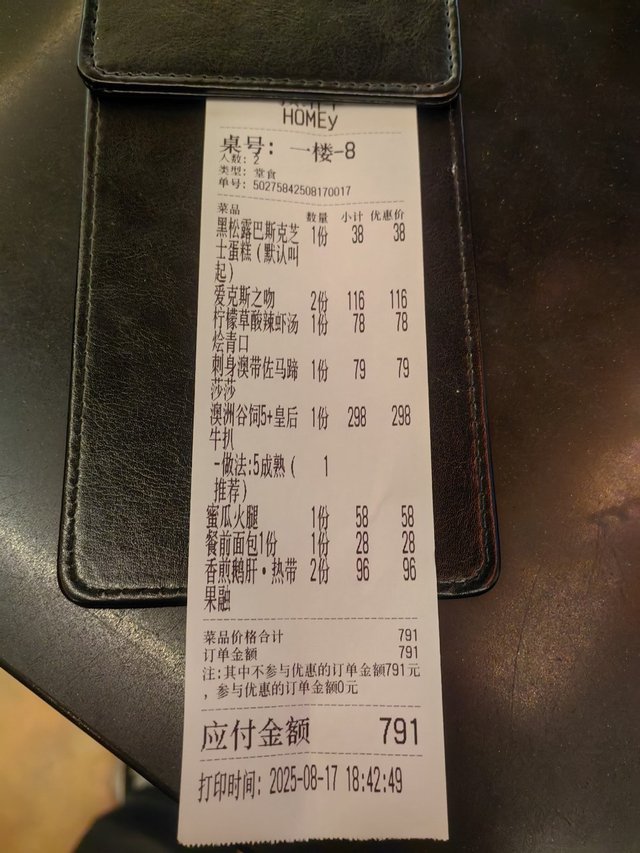 HOMEy
桌号: 一楼-8
人数: 2
类型: 堂食
单号: 50275842508170017
菜品 数量 小计 优惠价
黑松露巴斯克芝 1份 38 38
士蛋糕(默认叫
起)
爱克斯之吻 2份 116 116
柠檬草酸辣虾汤 1份 78 78
烩青口
刺身澳带佐马蹄 1份 79 79
莎莎
澳洲谷饲5+皇后 1份 298 298
牛扒
-做法:5成熟( 1
推荐)
蜜瓜火腿 1份 58 58
餐前面包1份 1份 28 28
香煎鹅肝·热带 2份 96 96
果融
菜品价格合计 791
订单金额 791
注:其中不参与优惠的订单金额791元
,参与优惠的订单金额0元
应付金额 791
打印时间: 2025-08-17 18:42:49